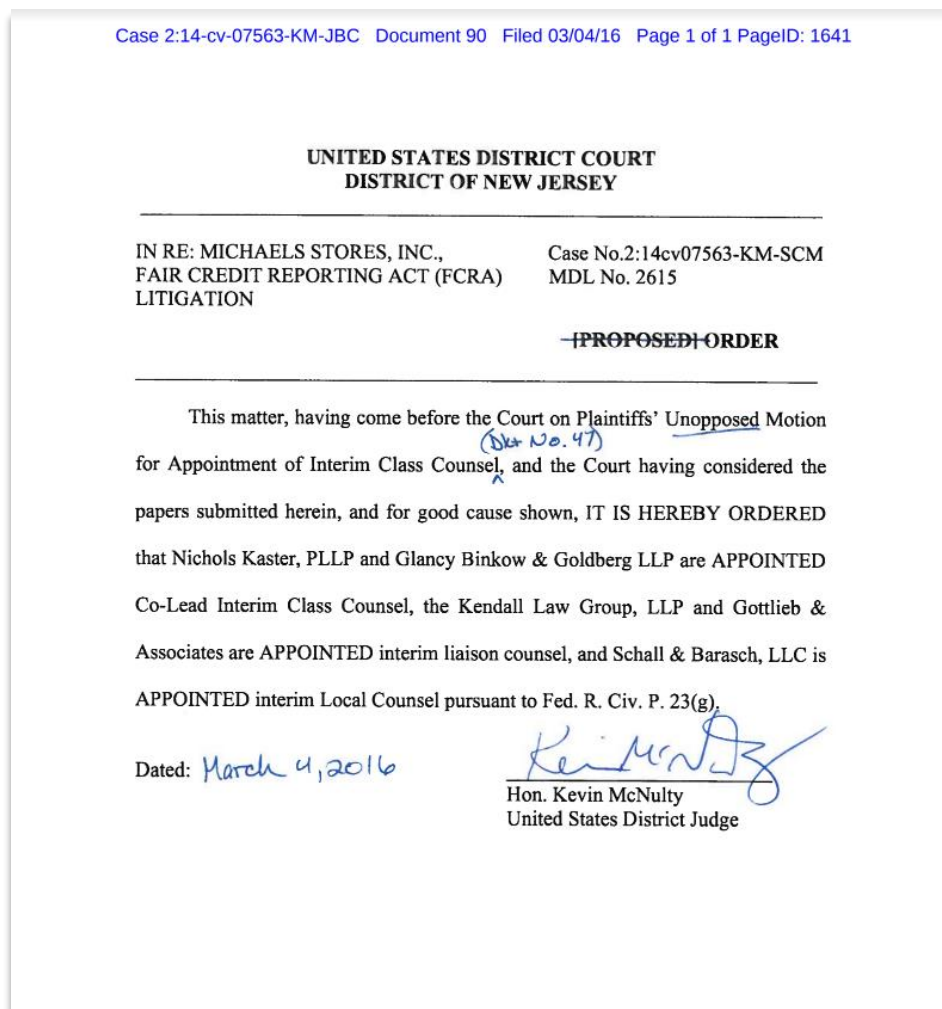 Case 2:14-cv-07563-KM-JBC Document 90 Filed 03/04/16 Page 1 of 1 PageID: 1641
UNITED STATES DISTRICT COURT
DISTRICT OF NEW JERSEY
IN RE: MICHAELS STORES, INC.,
FAIR CREDIT REPORTING ACT (FCRA)
LITIGATION
Case No.2:14cv07563-KM-SCM
MDL No. 2615
[PROPOSED] ORDER
This matter, having come before the Court on Plaintiffs' Unopposed Motion
(Dkt No. 47)
for Appointment of Interim Class Counsel, and the Court having considered the
papers submitted herein, and for good cause shown, IT IS HEREBY ORDERED
that Nichols Kaster, PLLP and Glancy Binkow & Goldberg LLP are APPOINTED
Co-Lead Interim Class Counsel, the Kendall Law Group, LLP and Gottlieb &
Associates are APPOINTED interim liaison counsel, and Schall & Barasch, LLC is
APPOINTED interim Local Counsel pursuant to Fed. R. Civ. P. 23(g).
Dated: March 4, 2016
Kevin McNulty
Hon. Kevin McNulty
United States District Judge